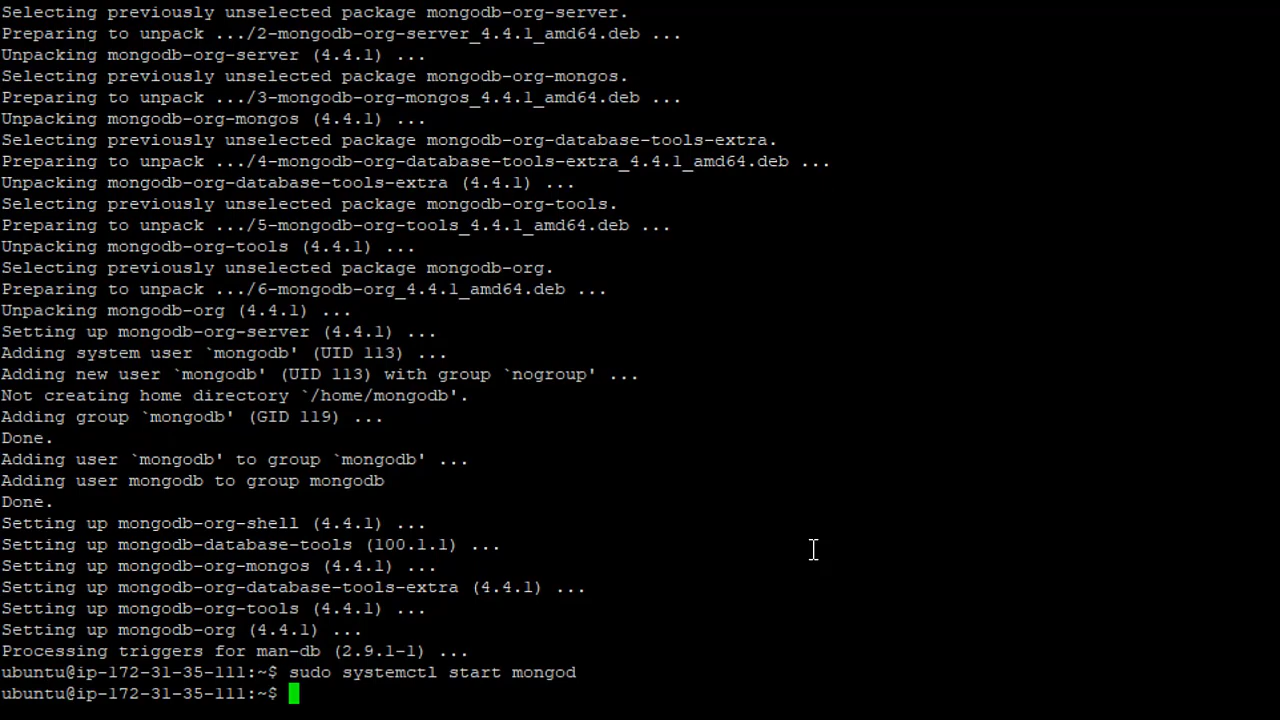 Selecting previously unselected package mongodb-org-server.
Preparing to unpack .../2-mongodb-org-server_4.4.1_amd64.deb ...
Unpacking mongodb-org-server (4.4.1) ...
Selecting previously unselected package mongodb-org-mongos.
Preparing to unpack .../3-mongodb-org-mongos_4.4.1_amd64.deb ...
Unpacking mongodb-org-mongos (4.4.1) ...
Selecting previously unselected package mongodb-org-database-tools-extra.
Preparing to unpack .../4-mongodb-org-database-tools-extra_4.4.1_amd64.deb ...
Unpacking mongodb-org-database-tools-extra (4.4.1) ...
Selecting previously unselected package mongodb-org-tools.
Preparing to unpack .../5-mongodb-org-tools_4.4.1_amd64.deb ...
Unpacking mongodb-org-tools (4.4.1) ...
Selecting previously unselected package mongodb-org.
Preparing to unpack .../6-mongodb-org_4.4.1_amd64.deb ...
Unpacking mongodb-org (4.4.1) ...
Setting up mongodb-org-server (4.4.1) ...
Adding system user `mongodb' (UID 113) ...
Adding new user `mongodb' (UID 113) with group `nogroup' ...
Not creating home directory `/home/mongodb'.
Adding group `mongodb' (GID 119) ...
Done.
Adding user `mongodb' to group `mongodb' ...
Adding user mongodb to group mongodb
Done.
Setting up mongodb-org-shell (4.4.1) ...
Setting up mongodb-database-tools (100.1.1) ...
Setting up mongodb-org-mongos (4.4.1) ...
Setting up mongodb-org-database-tools-extra (4.4.1) ...
Setting up mongodb-org-tools (4.4.1) ...
Setting up mongodb-org (4.4.1) ...
Processing triggers for man-db (2.9.1-1) ...
ubuntu@ip-172-31-35-111:~$ sudo systemctl start mongod
ubuntu@ip-172-31-35-111:~$